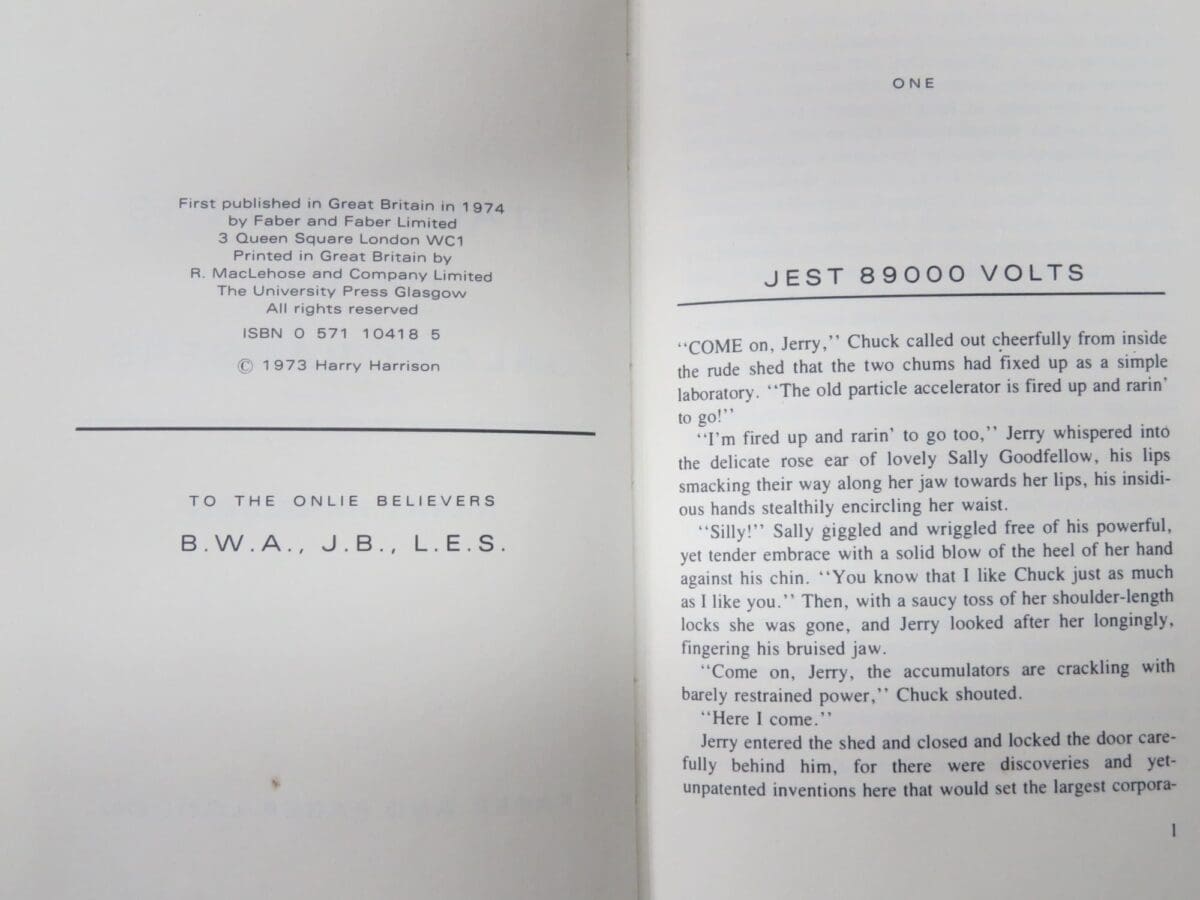 First published in Great Britain in 1974
by Faber and Faber Limited
3 Queen Square London WC1
Printed in Great Britain by
R. MacLehose and Company Limited
The University Press Glasgow
All rights reserved
ISBN 0 571 10418 5
© 1973 Harry Harrison
TO THE ONLIE BELIEVERS
B.W.A., J.B., L.E.S.
ONE
JEST 89000 VOLTS
“COME on, Jerry,” Chuck called out cheerfully from inside
the rude shed that the two chums had fixed up as a simple
laboratory. “The old particle accelerator is fired up and rarin’
to go!”
“I’m fired up and rarin’ to go too,” Jerry whispered into
the delicate rose ear of lovely Sally Goodfellow, his lips
smacking their way along her jaw towards her lips, his insidi-
ous hands stealthily encircling her waist.
“Silly!” Sally giggled and wriggled free of his powerful,
yet tender embrace with a solid blow of the heel of her hand
against his chin. “You know that I like Chuck just as much
as I like you.” Then, with a saucy toss of her shoulder-length
locks she was gone, and Jerry looked after her longingly,
fingering his bruised jaw.
“Come on, Jerry, the accumulators are crackling with
barely restrained power,” Chuck shouted.
“Here I come.”
Jerry entered the shed and closed and locked the door care-
fully behind him, for there were discoveries and yet-
unpatented inventions here that would set the largest corpora-
1